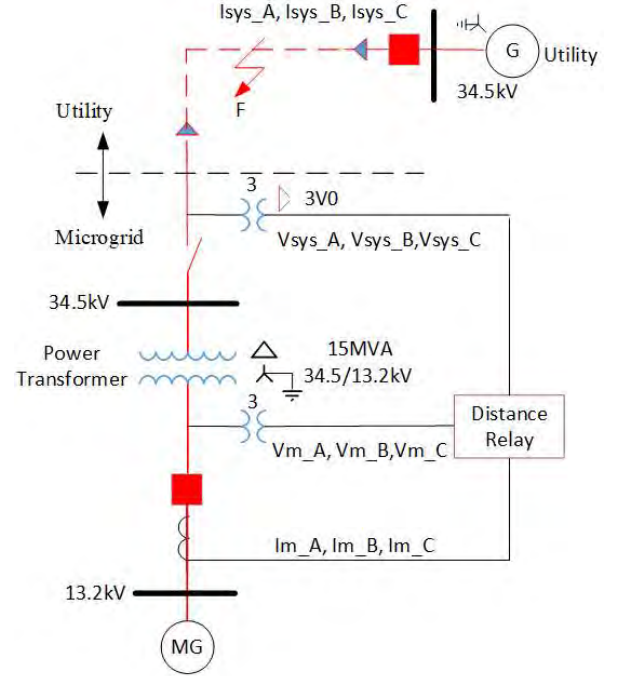 Isys_A, Isys_B, Isys_C
G
Utility
34.5kV
F
Utility
3
3V0
Microgrid
Vsys_A, Vsys_B,Vsys_C
34.5kV
Power
Transformer
15MVA
34.5/13.2kV
3
Distance
Relay
Vm_A, Vm_B,Vm_C
Im_A, Im_B, Im_C
13.2kV
MG